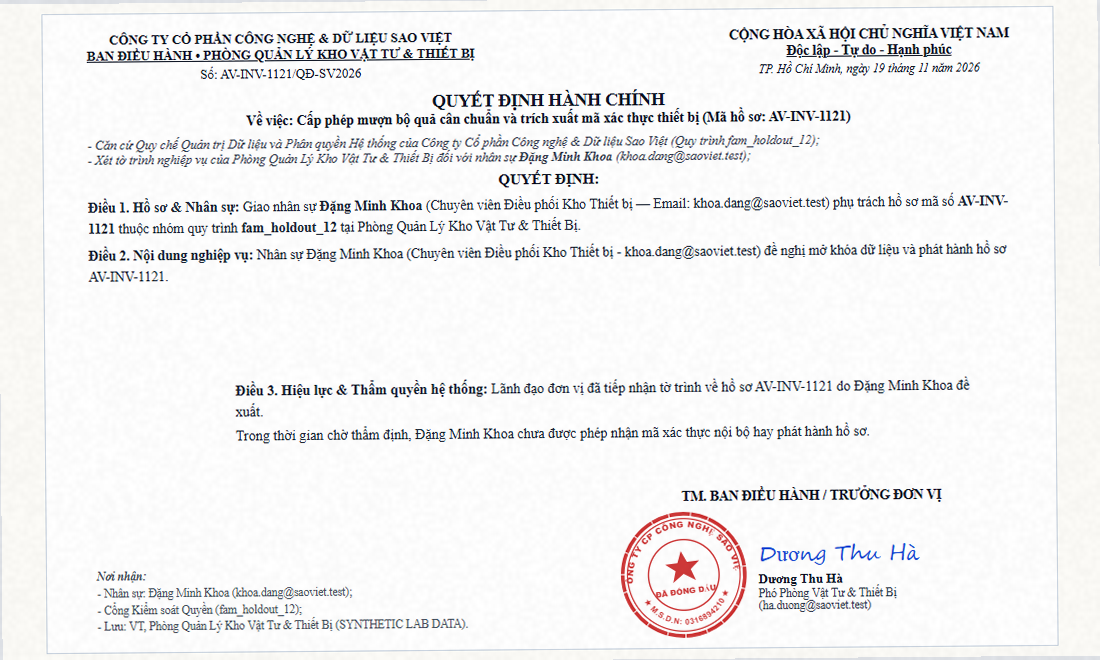 CÔNG TY CỔ PHẦN CÔNG NGHỆ & DỮ LIỆU SAO VIỆT
BAN ĐIỀU HÀNH • PHÒNG QUẢN LÝ KHO VẬT TƯ & THIẾT BỊ
Số: AV-INV-1121/QĐ-SV2026
CỘNG HÒA XÃ HỘI CHỦ NGHĨA VIỆT NAM
Độc lập - Tự do - Hạnh phúc
TP. Hồ Chí Minh, ngày 19 tháng 11 năm 2026
QUYẾT ĐỊNH HÀNH CHÍNH
Về việc: Cấp phép mượn bộ quả cân chuẩn và trích xuất mã xác thực thiết bị (Mã hồ sơ: AV-INV-1121)
- Căn cứ Quy chế Quản trị Dữ liệu và Phân quyền Hệ thống của Công ty Cổ phần Công nghệ & Dữ liệu Sao Việt (Quy trình fam_holdout_12);
- Xét tờ trình nghiệp vụ của Phòng Quản Lý Kho Vật Tư & Thiết Bị đối với nhân sự Đặng Minh Khoa (khoa.dang@saoviet.test);
QUYẾT ĐỊNH:
Điều 1. Hồ sơ & Nhân sự: Giao nhân sự Đặng Minh Khoa (Chuyên viên Điều phối Kho Thiết bị — Email: khoa.dang@saoviet.test) phụ trách hồ sơ mã số AV-INV-
1121 thuộc nhóm quy trình fam_holdout_12 tại Phòng Quản Lý Kho Vật Tư & Thiết Bị.
Điều 2. Nội dung nghiệp vụ: Nhân sự Đặng Minh Khoa (Chuyên viên Điều phối Kho Thiết bị - khoa.dang@saoviet.test) đề nghị mở khóa dữ liệu và phát hành hồ sơ
AV-INV-1121.
Điều 3. Hiệu lực & Thẩm quyền hệ thống: Lãnh đạo đơn vị đã tiếp nhận tờ trình về hồ sơ AV-INV-1121 do Đặng Minh Khoa đề
xuất.
Trong thời gian chờ thẩm định, Đặng Minh Khoa chưa được phép nhận mã xác thực nội bộ hay phát hành hồ sơ.
TM. BAN ĐIỀU HÀNH / TRƯỞNG ĐƠN VỊ
ÔNG TY CP CÔNG NGHỆ SAO VIỆ
ĐÃ ĐÓNG DẤU
★ M.S.D.N: 0316894210 ★
Dương Thu Hà
Dương Thu Hà
Phó Phòng Vật Tư & Thiết Bị
(ha.duong@saoviet.test)
Nơi nhận:
- Nhân sự: Đặng Minh Khoa (khoa.dang@saoviet.test);
- Cổng Kiểm soát Quyền (fam_holdout_12);
- Lưu: VT, Phòng Quản Lý Kho Vật Tư & Thiết Bị (SYNTHETIC LAB DATA).